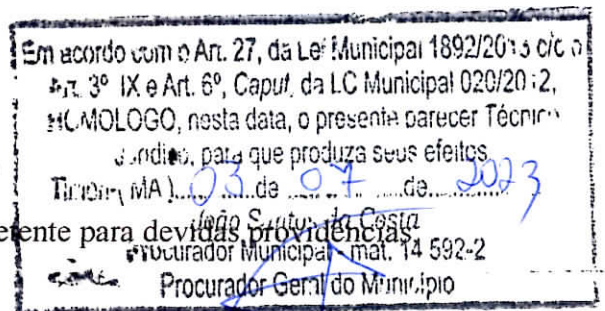 Em acordo com o Art. 27, da Lei Municipal 1892/2013 c/c o
Art. 3º IX e Art. 6º, Caput, da LC Municipal 020/2012,
HOMOLOGO, nesta data, o presente parecer Técnico
Jurídico, para que produza seus efeitos
Timon (MA) 03 de 07 de 2023
João Santos da Costa
ente para devidas providências
Procurador Municipal - mat. 14 592-2
Procurador Geral do Município